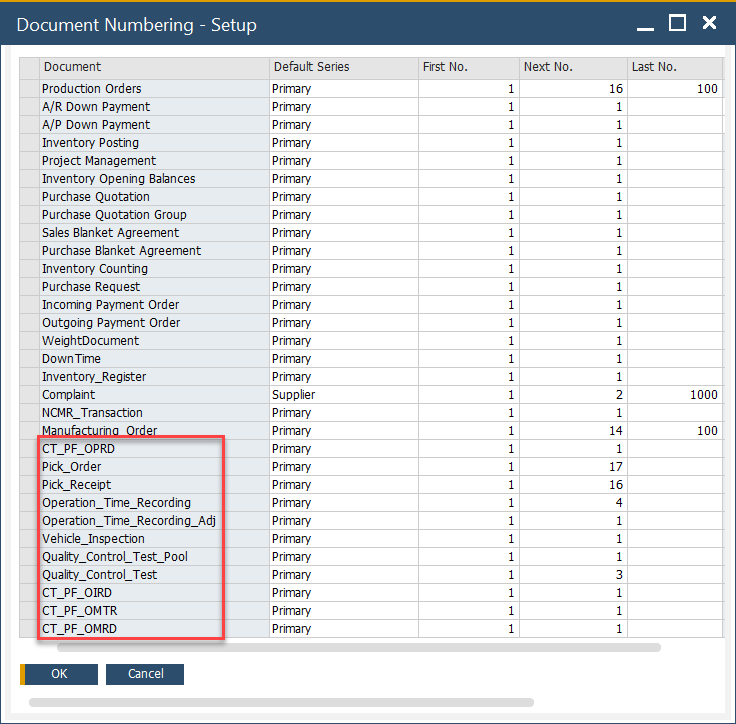 Document Numbering - Setup
Document Default Series First No. Next No. Last No.
Production Orders Primary 1 16 100
A/R Down Payment Primary 1 1
A/P Down Payment Primary 1 1
Inventory Posting Primary 1 1
Project Management Primary 1 1
Inventory Opening Balances Primary 1 1
Purchase Quotation Primary 1 1
Purchase Quotation Group Primary 1 1
Sales Blanket Agreement Primary 1 1
Purchase Blanket Agreement Primary 1 1
Inventory Counting Primary 1 1
Purchase Request Primary 1 1
Incoming Payment Order Primary 1 1
Outgoing Payment Order Primary 1 1
WeightDocument Primary 1 1
DownTime Primary 1 1
Inventory_Register Primary 1 1
Complaint Supplier 1 2 1000
NCMR_Transaction Primary 1 1
Manufacturing_Order Primary 1 14 100
CT_PF_OPRD Primary 1 1
Pick_Order Primary 1 17
Pick_Receipt Primary 1 16
Operation_Time_Recording Primary 1 4
Operation_Time_Recording_Adj Primary 1 1
Vehicle_Inspection Primary 1 1
Quality_Control_Test_Pool Primary 1 1
Quality_Control_Test Primary 1 3
CT_PF_OIRD Primary 1 1
CT_PF_OMTR Primary 1 1
CT_PF_OMRD Primary 1 1
OK Cancel